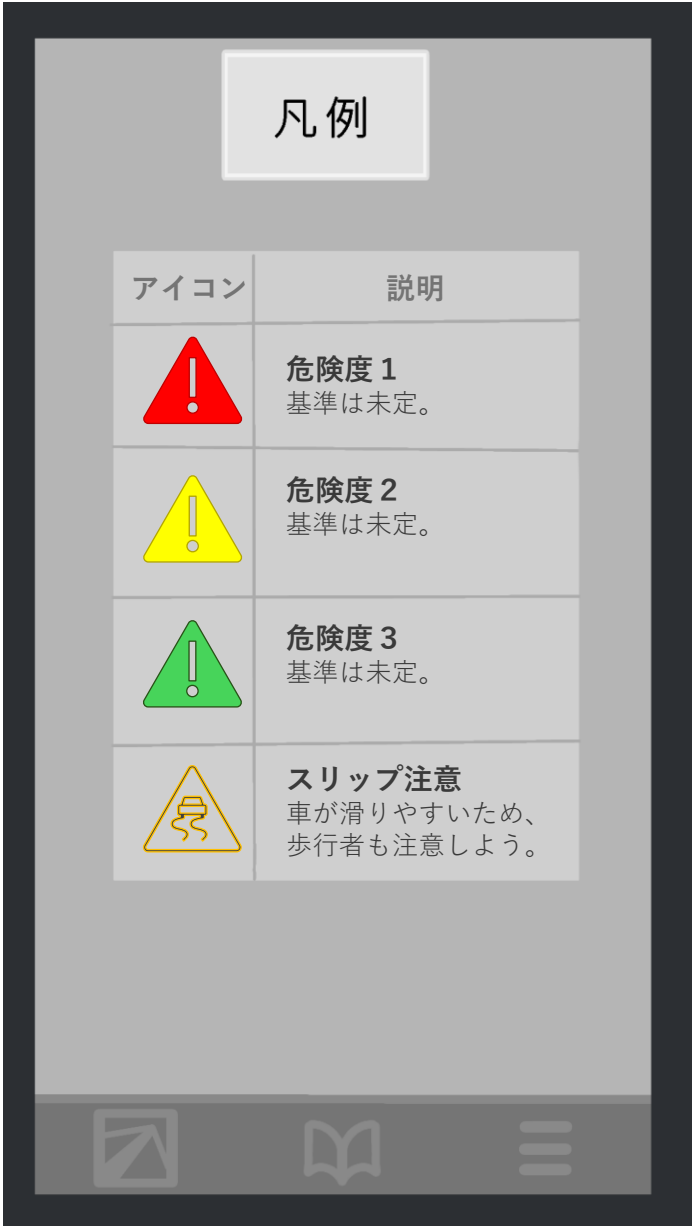 凡例
アイコン 説明
危険度1
基準は未定。
危険度2
基準は未定。
危険度3
基準は未定。
スリップ注意
車が滑りやすいため、
歩行者も注意しよう。